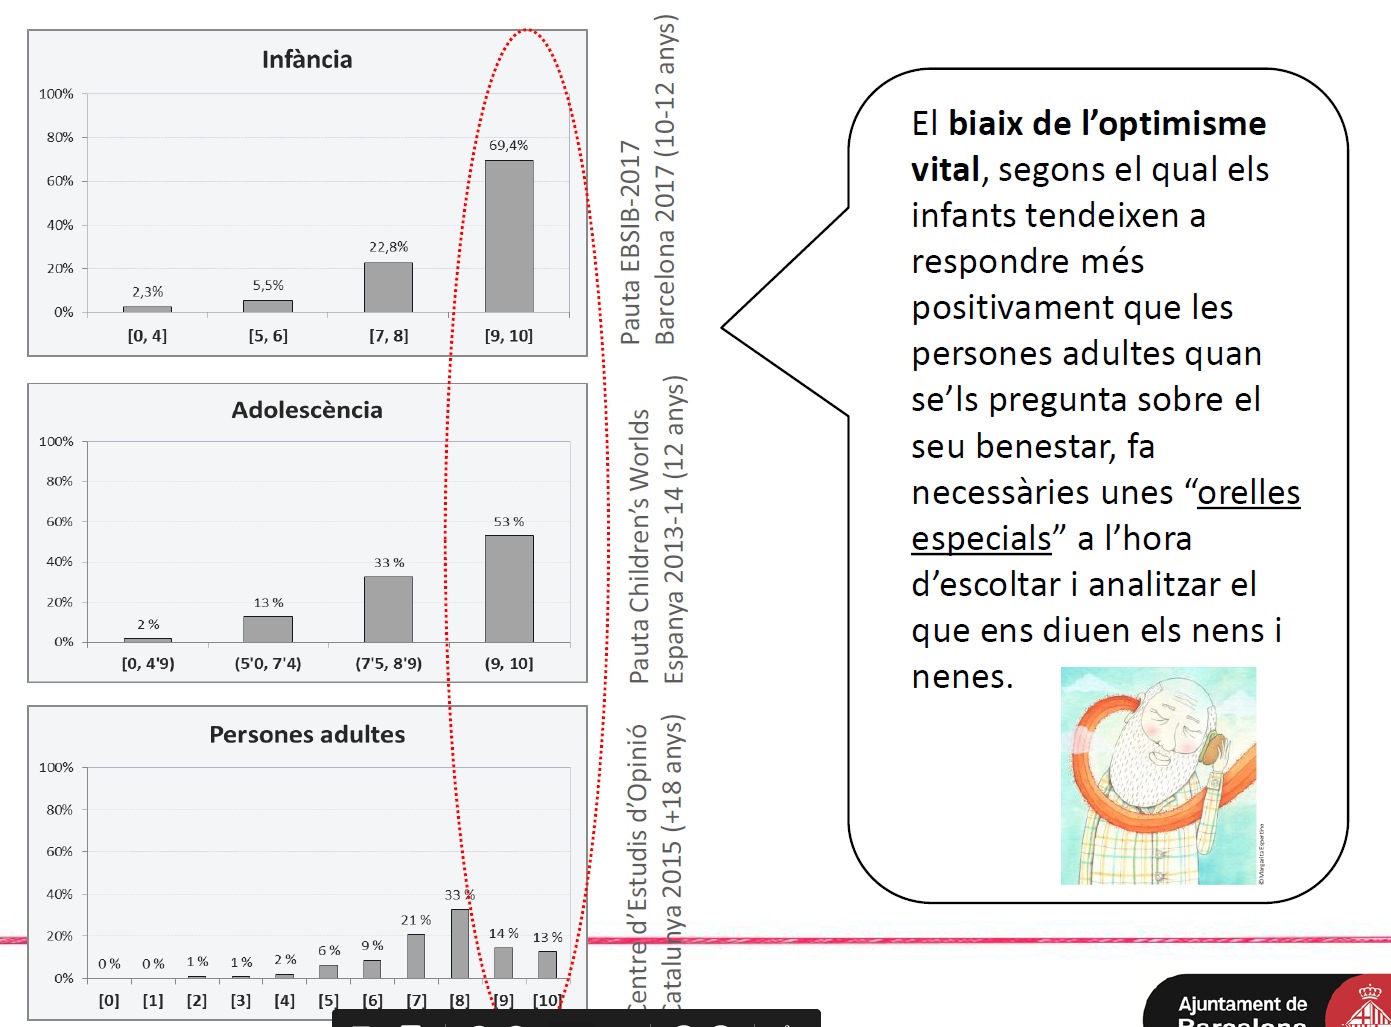 Infància
100%
80%
60%
40%
20%
0%
2,3%
5,5%
22,8%
69,4%
[0, 4]
[5, 6]
[7, 8]
[9, 10]
Pauta EBSIB-2017
Barcelona 2017 (10-12 anys)
Adolescència
100%
80%
60%
40%
20%
0%
2 %
13 %
33 %
53 %
[0, 4'9)
(5'0, 7'4)
(7'5, 8'9)
(9, 10]
Pauta Children's Worlds
Espanya 2013-14 (12 anys)
Persones adultes
100%
80%
60%
40%
20%
0%
0 %
0 %
1 %
1 %
2 %
6 %
9 %
21 %
33 %
14 %
13 %
[0]
[1]
[2]
[3]
[4]
[5]
[6]
[7]
[8]
[9]
[10]
Centre d'Estudis d'Opinió
Catalunya 2015 (+18 anys)
El biaix de l'optimisme
vital, segons el qual els
infants tendeixen a
respondre més
positivament que les
persones adultes quan
se'ls pregunta sobre el
seu benestar, fa
necessàries unes “orelles
especials” a l'hora
d'escoltar i analitzar el
que ens diuen els nens i
nenes.
© Margarita Espertino
Ajuntament de
Barcelona